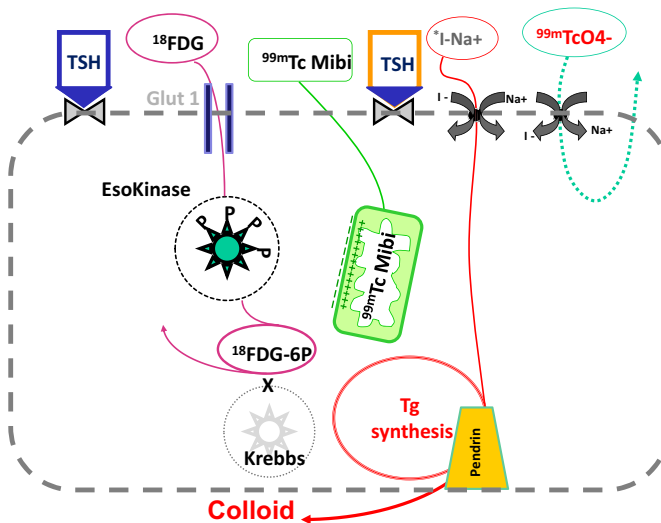 TSH
¹⁸FDG
⁹⁹ᵐTc Mibi
TSH
*I-Na+
⁹⁹ᵐTcO4-
Glut 1
I -
Na+
I -
Na+
EsoKinase
P
P
P
P
⁹⁹ᵐTc Mibi
¹⁸FDG-6P
X
Krebbs
Tg
synthesis
Pendrin
Colloid